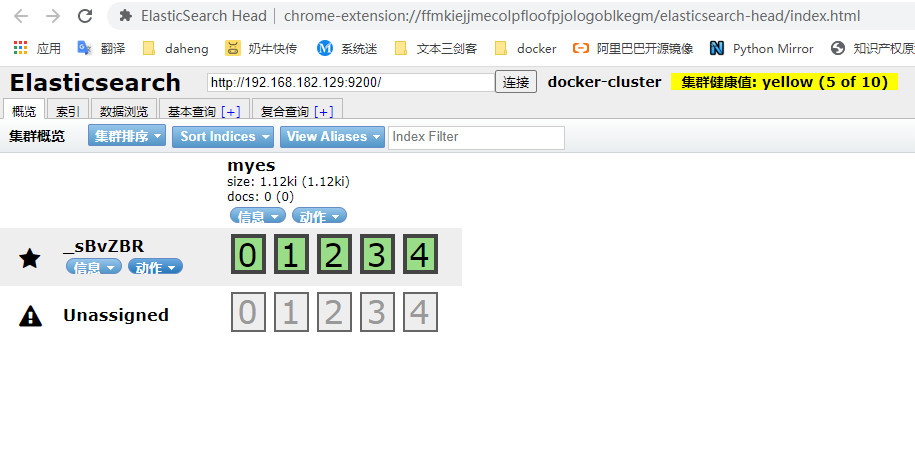 ElasticSearch Head | chrome-extension://ffmkiejjmecolpfloofpjologoblkegm/elasticsearch-head/index.html
应用 翻译 daheng 奶牛快传 系统迷 文本三剑客 docker 阿里巴巴开源镜像 Python Mirror 知识产权原
Elasticsearch http://192.168.182.129:9200/ 连接 docker-cluster 集群健康值: yellow (5 of 10)
概览 索引 数据浏览 基本查询 [+] 复合查询 [+]
集群概览 集群排序 Sort Indices View Aliases Index Filter
myes
size: 1.12ki (1.12ki)
docs: 0 (0)
信息 动作
_sBvZBR 0 1 2 3 4
信息 动作
Unassigned 0 1 2 3 4